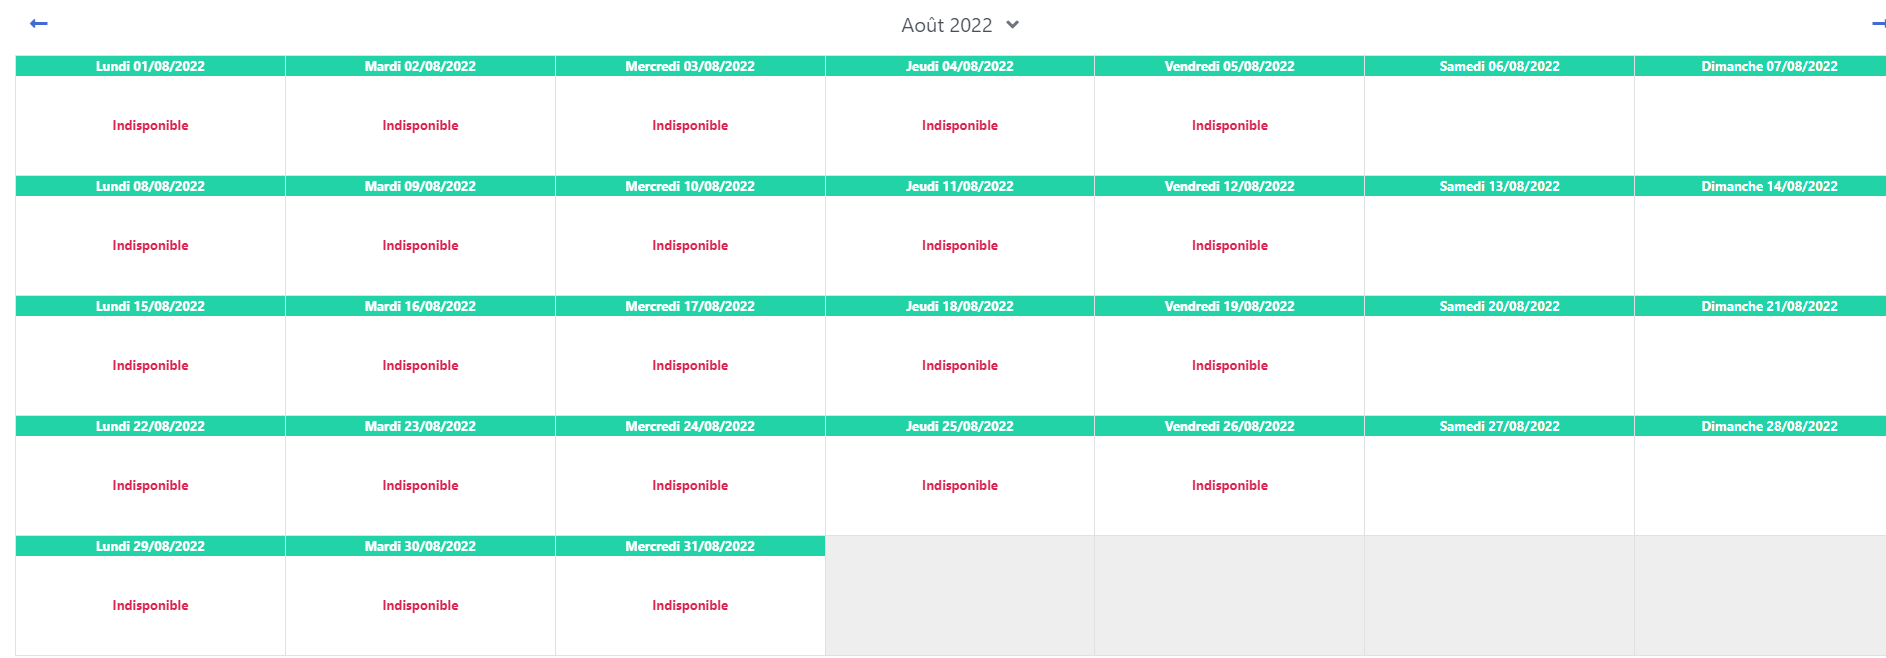 Août 2022
Lundi 01/08/2022 Mardi 02/08/2022 Mercredi 03/08/2022 Jeudi 04/08/2022 Vendredi 05/08/2022 Samedi 06/08/2022 Dimanche 07/08/2022
Indisponible Indisponible Indisponible Indisponible Indisponible
Lundi 08/08/2022 Mardi 09/08/2022 Mercredi 10/08/2022 Jeudi 11/08/2022 Vendredi 12/08/2022 Samedi 13/08/2022 Dimanche 14/08/2022
Indisponible Indisponible Indisponible Indisponible Indisponible
Lundi 15/08/2022 Mardi 16/08/2022 Mercredi 17/08/2022 Jeudi 18/08/2022 Vendredi 19/08/2022 Samedi 20/08/2022 Dimanche 21/08/2022
Indisponible Indisponible Indisponible Indisponible Indisponible
Lundi 22/08/2022 Mardi 23/08/2022 Mercredi 24/08/2022 Jeudi 25/08/2022 Vendredi 26/08/2022 Samedi 27/08/2022 Dimanche 28/08/2022
Indisponible Indisponible Indisponible Indisponible Indisponible
Lundi 29/08/2022 Mardi 30/08/2022 Mercredi 31/08/2022
Indisponible Indisponible Indisponible